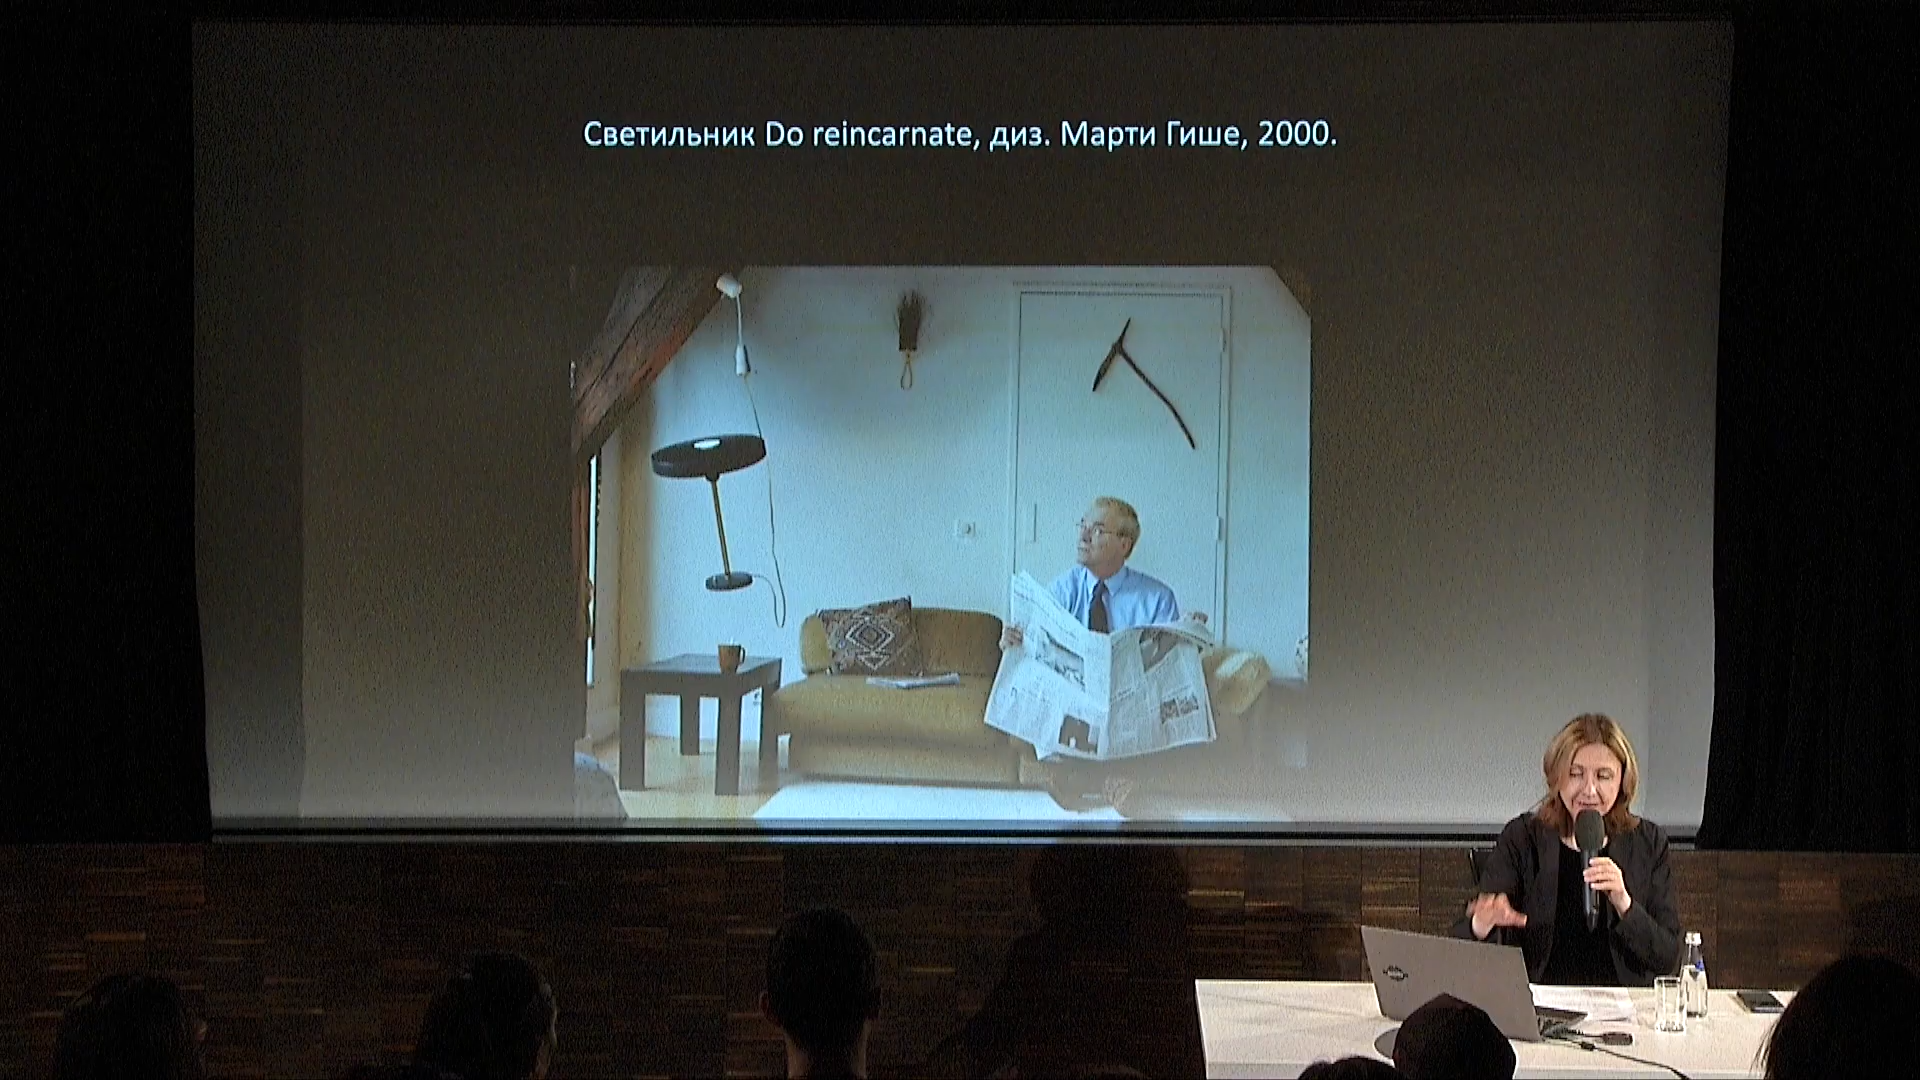 Светильник Do reincarnate, диз. Марти Гише, 2000.